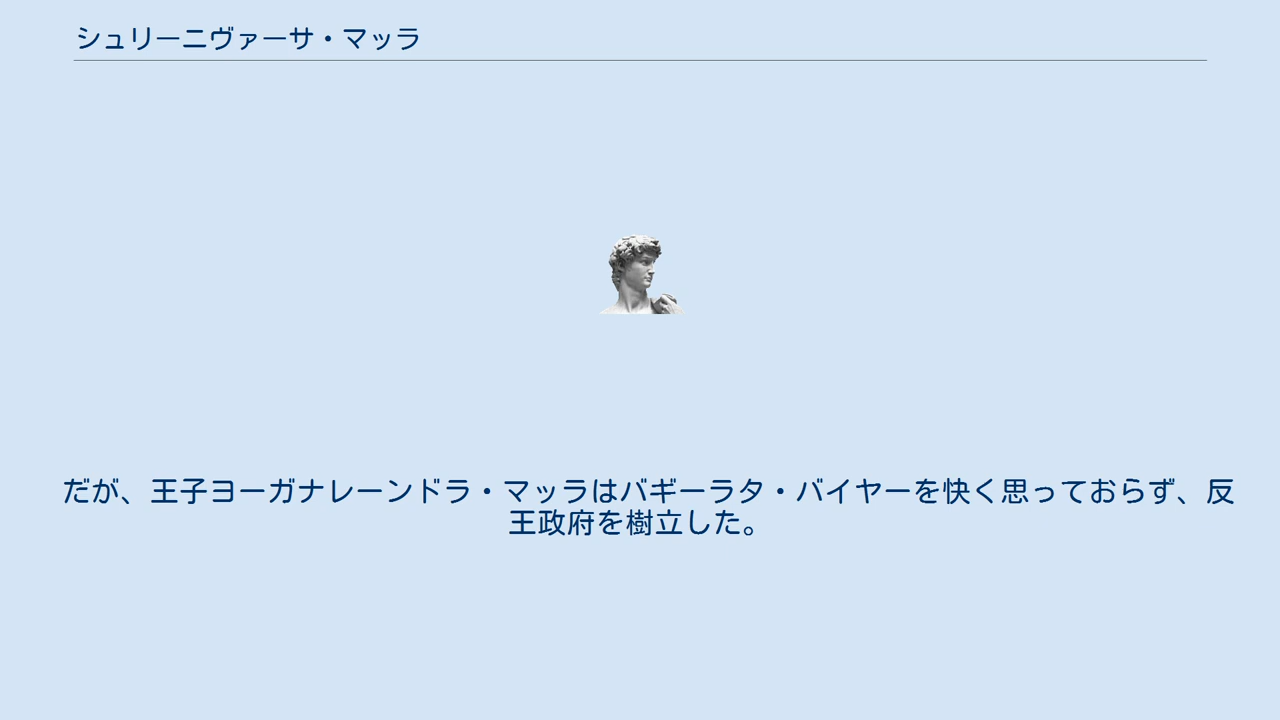 シュリーニヴァーサ・マッラ
だが、王子ヨーガナレーンドラ・マッラはバギーラタ・バイヤーを快く思っておらず、反
王政府を樹立した。